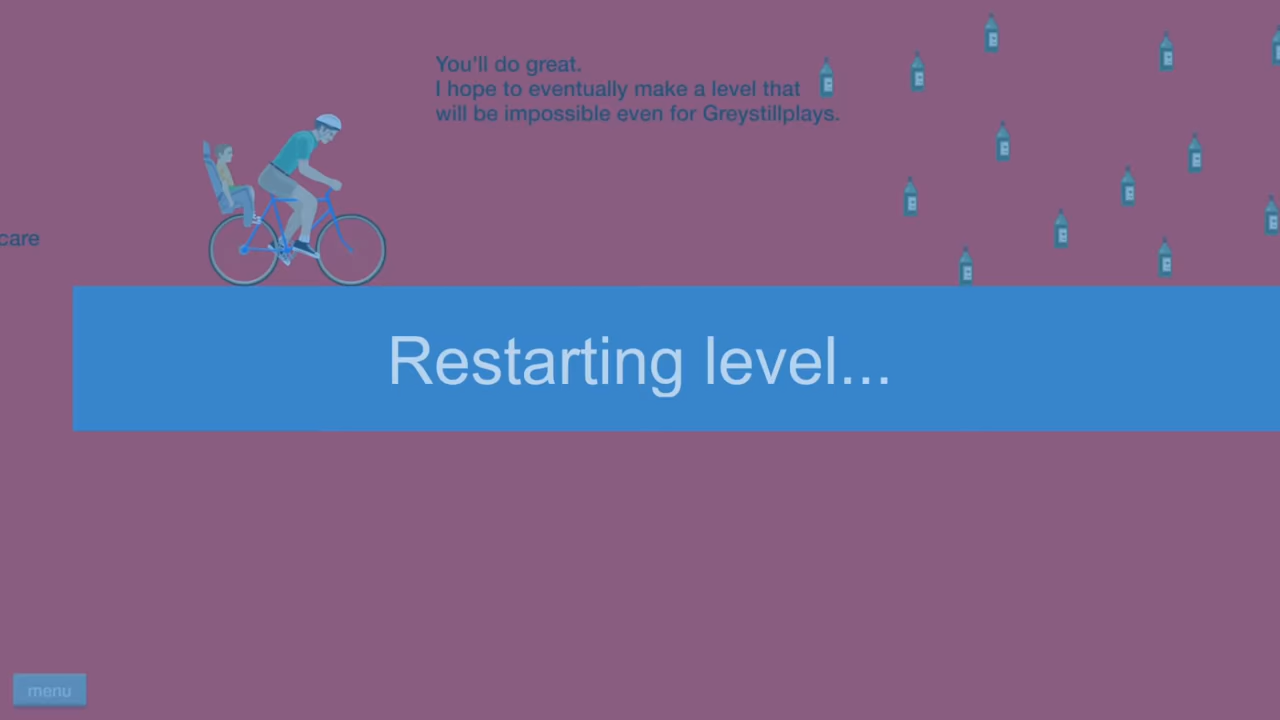 You'll do great.
I hope to eventually make a level that
will be impossible even for Greystillplays.
care
Restarting level...
menu